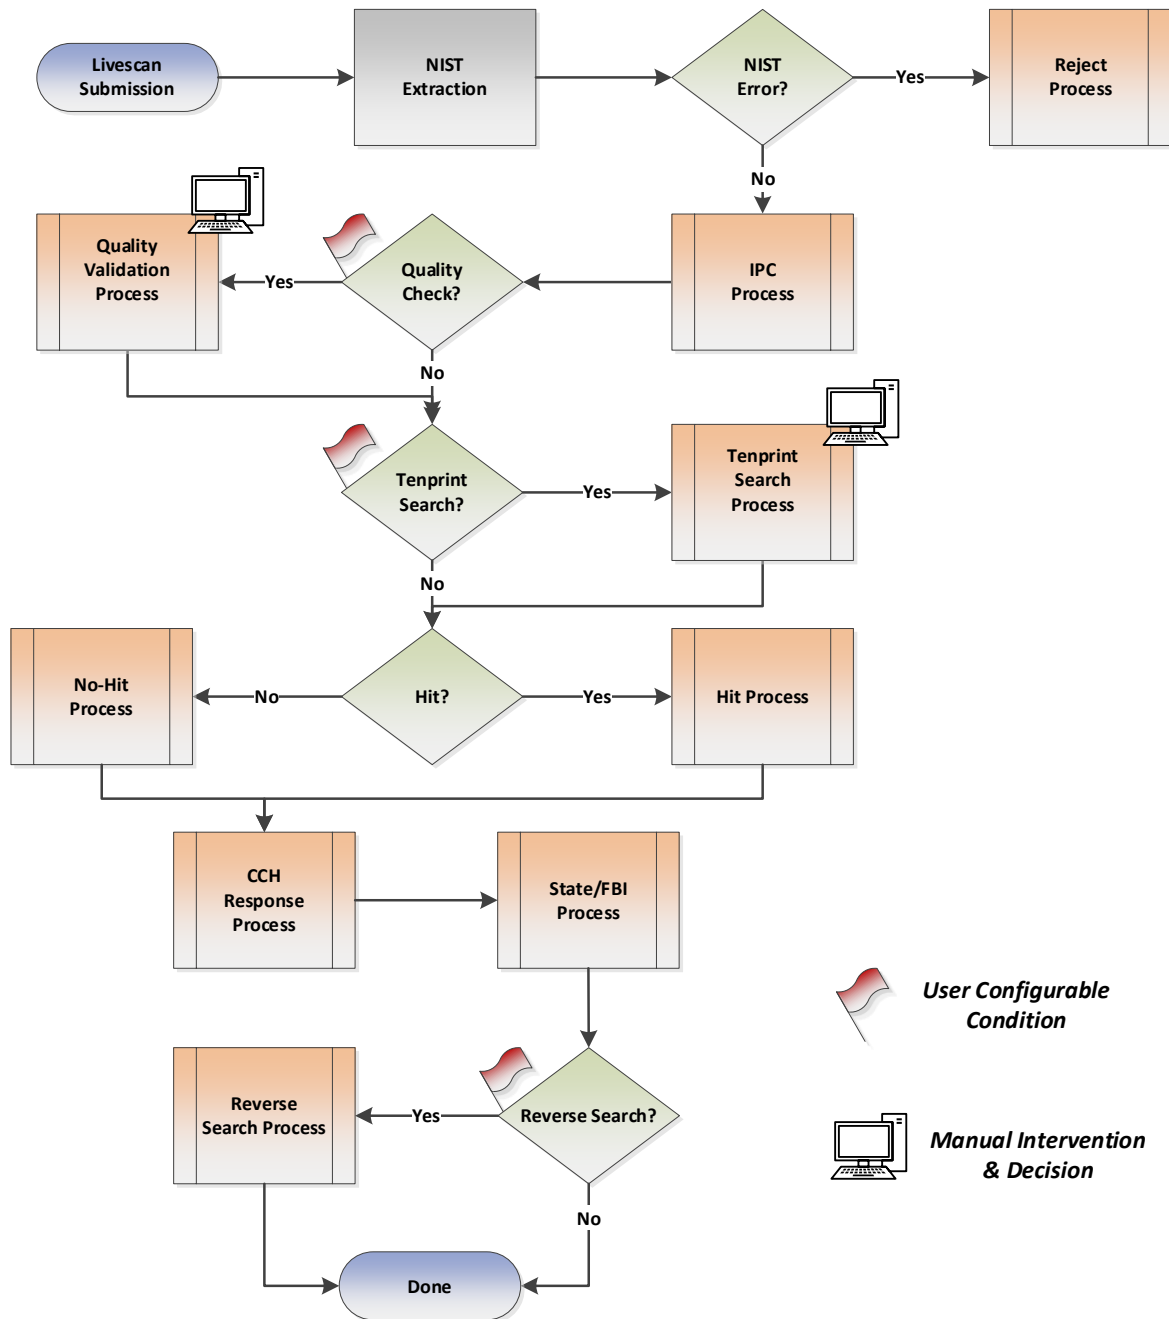 Livescan
Submission
NIST
Extraction
NIST
Error?
Yes
Reject
Process
No
Quality
Validation
Process
Yes
Quality
Check?
IPC
Process
No
Tenprint
Search?
Yes
Tenprint
Search
Process
No
No-Hit
Process
No
Hit?
Yes
Hit Process
CCH
Response
Process
State/FBI
Process
User Configurable
Condition
Reverse
Search Process
Yes
Reverse Search?
Manual Intervention
& Decision
No
Done